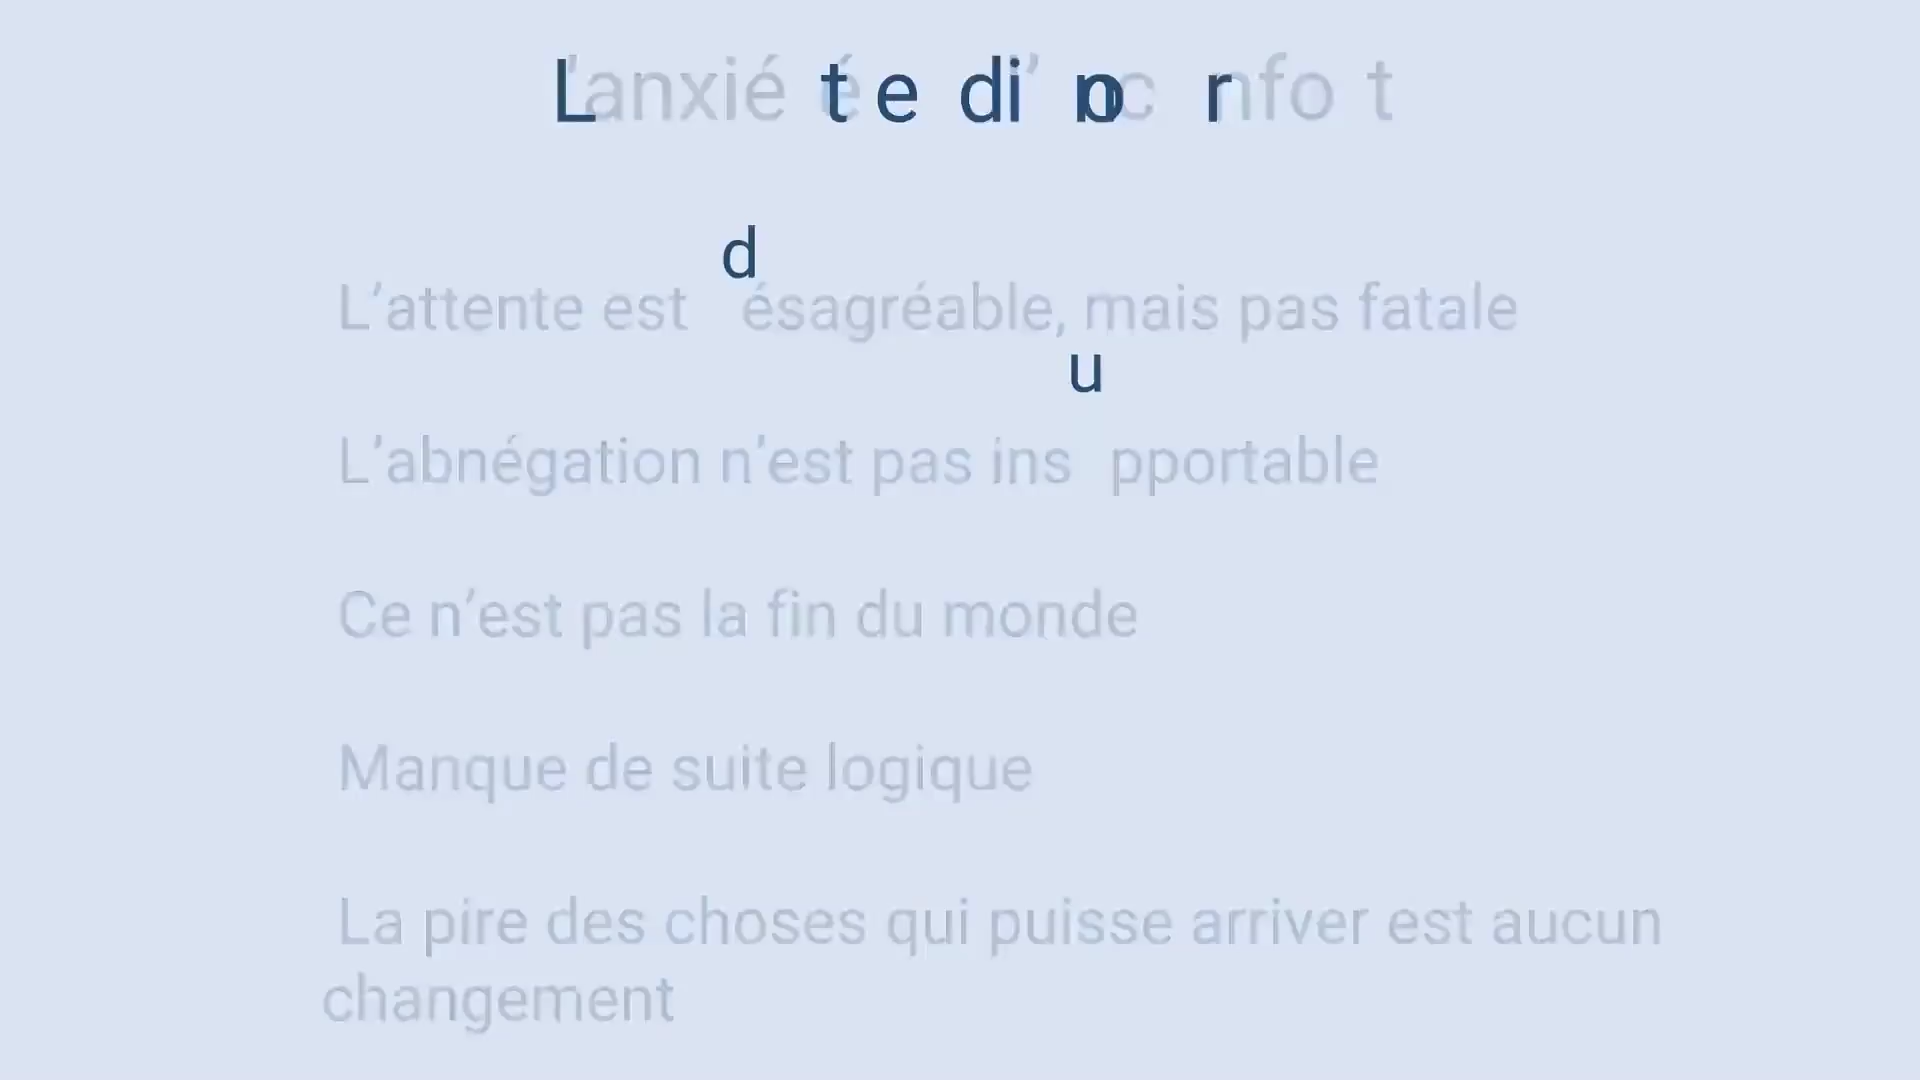 L'attente est désagréable, mais pas fatale
L'abnégation n'est pas insupportable
Ce n'est pas la fin du monde
Manque de suite logique
La pire des choses qui puisse arriver est aucun
changement